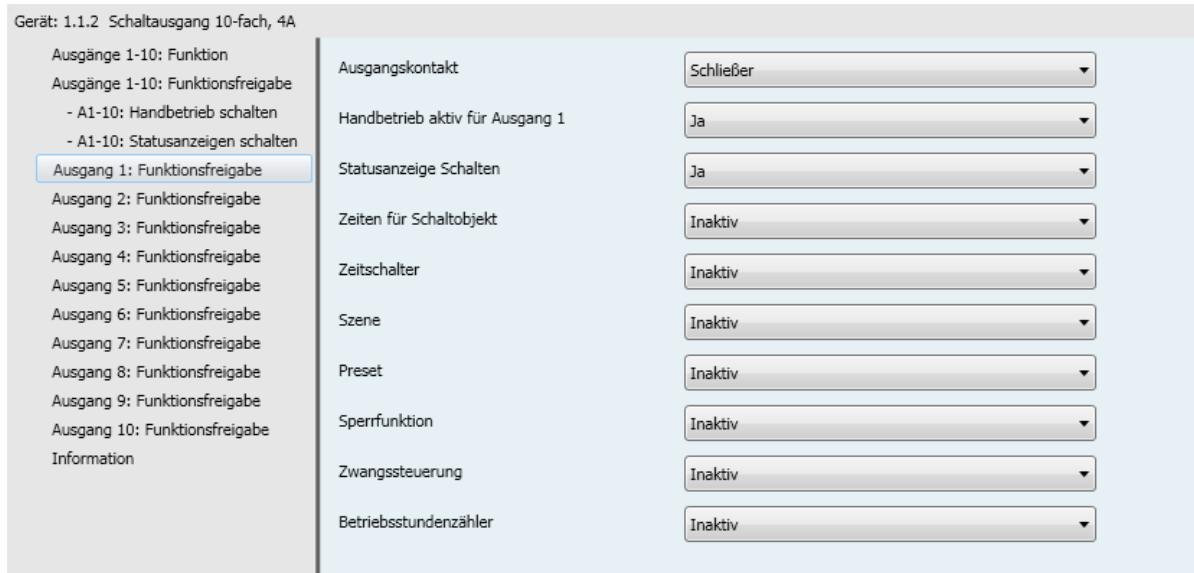 Gerät: 1.1.2 Schaltausgang 10-fach, 4A
Ausgänge 1-10: Funktion
Ausgänge 1-10: Funktionsfreigabe
- A1-10: Handbetrieb schalten
- A1-10: Statusanzeigen schalten
Ausgang 1: Funktionsfreigabe
Ausgang 2: Funktionsfreigabe
Ausgang 3: Funktionsfreigabe
Ausgang 4: Funktionsfreigabe
Ausgang 5: Funktionsfreigabe
Ausgang 6: Funktionsfreigabe
Ausgang 7: Funktionsfreigabe
Ausgang 8: Funktionsfreigabe
Ausgang 9: Funktionsfreigabe
Ausgang 10: Funktionsfreigabe
Information
Ausgangskontakt Schließer
Handbetrieb aktiv für Ausgang 1 Ja
Statusanzeige Schalten Ja
Zeiten für Schaltobjekt Inaktiv
Zeitschalter Inaktiv
Szene Inaktiv
Preset Inaktiv
Sperrfunktion Inaktiv
Zwangssteuerung Inaktiv
Betriebsstundenzähler Inaktiv